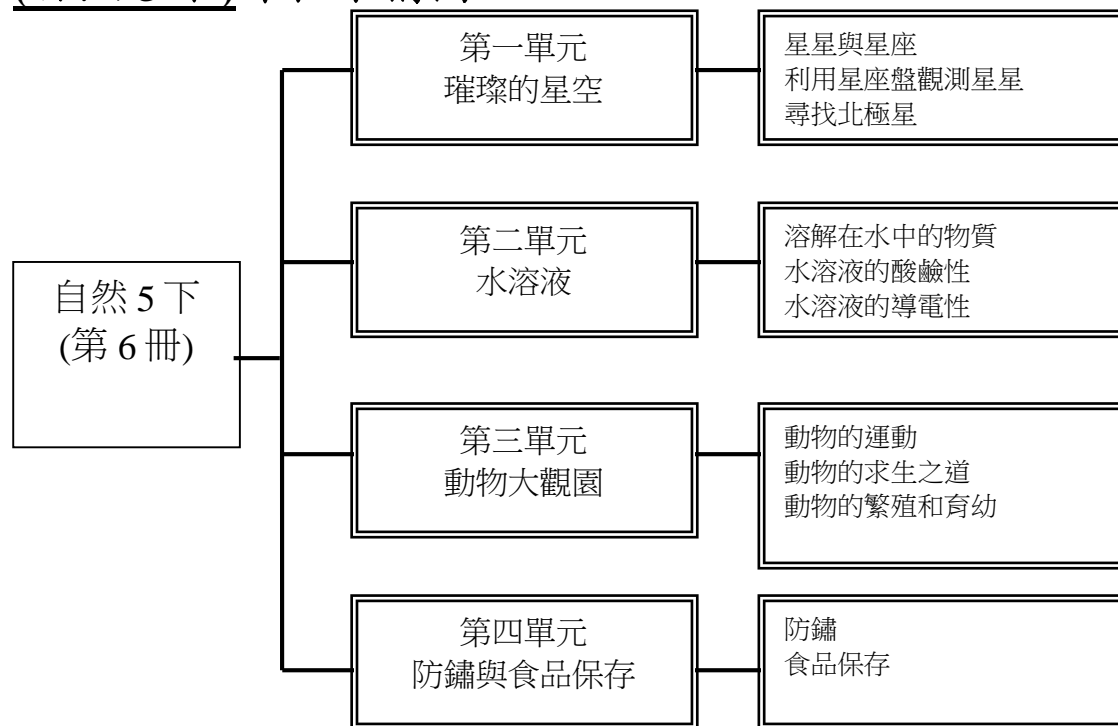 第一單元
璀璨的星空
星星與星座
利用星座盤觀測星星
尋找北極星
第二單元
水溶液
溶解在水中的物質
水溶液的酸鹼性
水溶液的導電性
自然 5 下
(第 6 冊)
第三單元
動物大觀園
動物的運動
動物的求生之道
動物的繁殖和育幼
第四單元
防鏽與食品保存
防鏽
食品保存